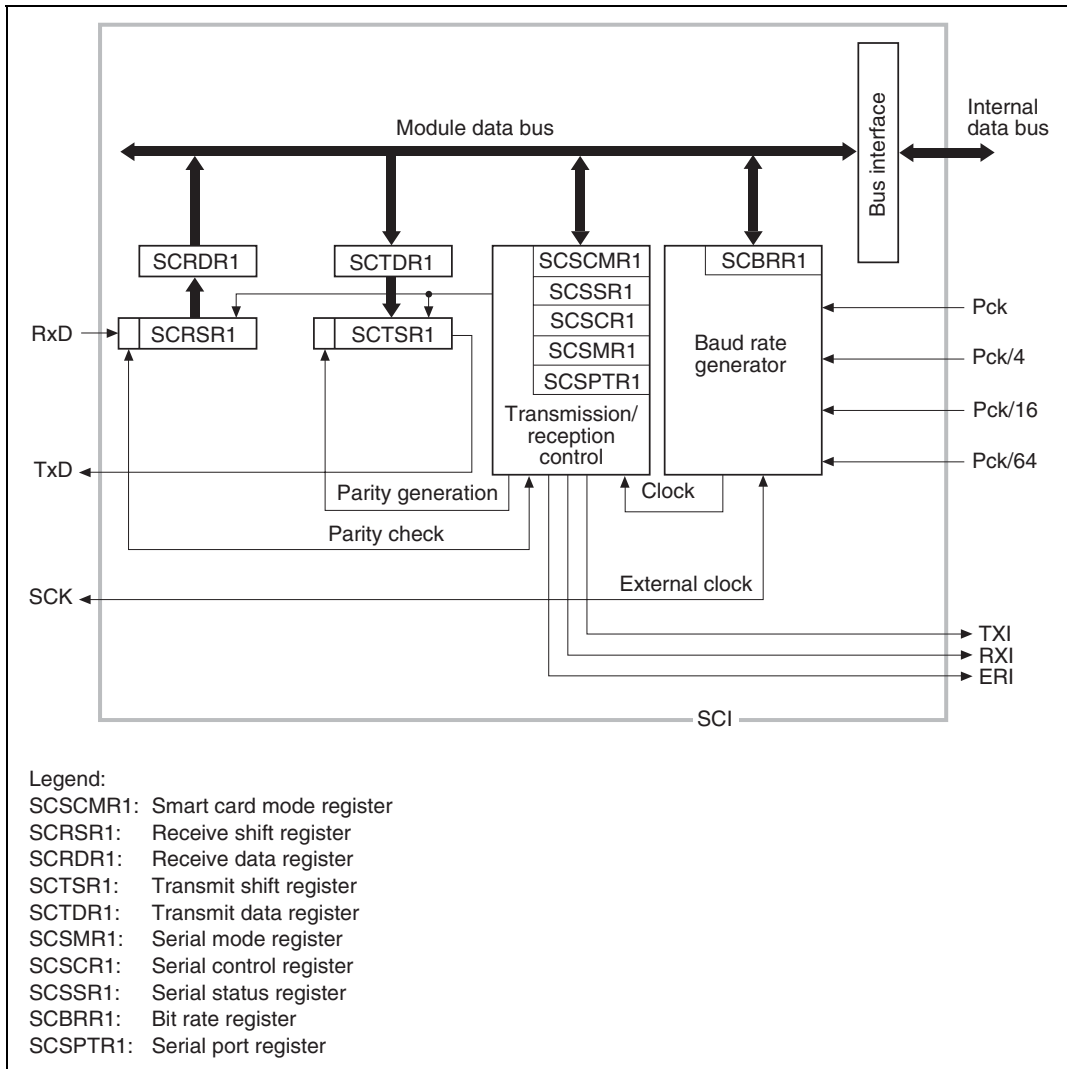 Module data bus
Internal
data bus
Bus interface
SCRDR1
SCTDR1
SCSCMR1
SCSSR1
SCSCR1
SCSMR1
SCSPTR1
Transmission/
reception
control
SCBRR1
Baud rate
generator
RxD
SCRSR1
SCTSR1
Pck
Pck/4
Pck/16
Pck/64
TxD
Parity generation
Clock
Parity check
External clock
SCK
TXI
RXI
ERI
SCI
Legend:
SCSCMR1: Smart card mode register
SCRSR1: Receive shift register
SCRDR1: Receive data register
SCTSR1: Transmit shift register
SCTDR1: Transmit data register
SCSMR1: Serial mode register
SCSCR1: Serial control register
SCSSR1: Serial status register
SCBRR1: Bit rate register
SCSPTR1: Serial port register